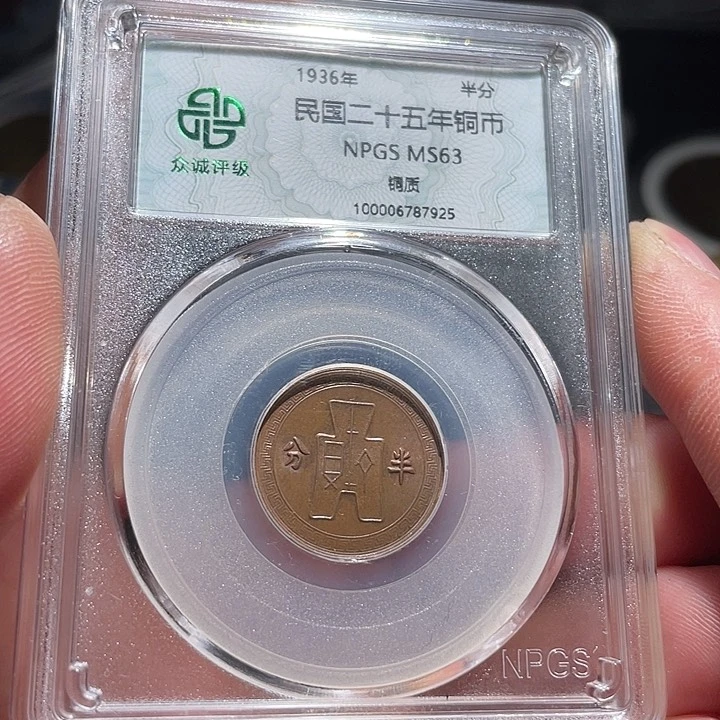 1936年 半分
民国二十五年铜币
NPGS MS63
铜质
100006787925
众诚评级
半 分
NPGS